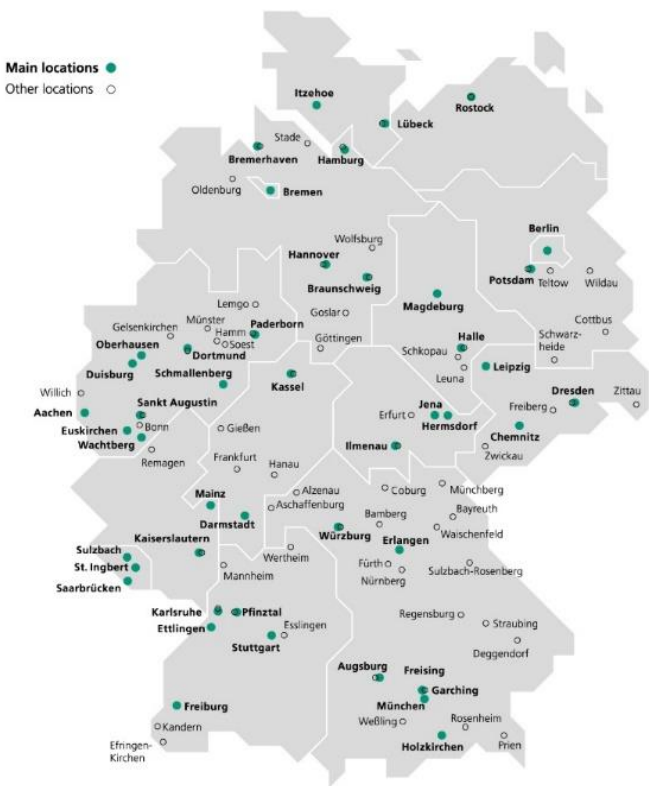 Main locations
Other locations
Itzehoe
Rostock
Lübeck
Stade
Bremerhaven
Hamburg
Oldenburg
Bremen
Berlin
Wolfsburg
Hannover
Potsdam
Teltow
Wildau
Braunschweig
Magdeburg
Lemgo
Goslar
Cottbus
Münster
Gelsenkirchen
Hamm
Paderborn
Soest
Göttingen
Halle
Schwarz-
heide
Oberhausen
Dortmund
Schkopau
Leipzig
Duisburg
Schmallenberg
Kassel
Leuna
Willich
Dresden
Zittau
Sankt Augustin
Jena
Freiberg
Aachen
Erfurt
Hermsdorf
Euskirchen
Bonn
Gießen
Chemnitz
Wachtberg
Ilmenau
Zwickau
Remagen
Frankfurt
Hanau
Alzenau
Coburg
Münchberg
Mainz
Aschaffenburg
Bamberg
Bayreuth
Darmstadt
Würzburg
Waischenfeld
Kaiserslautern
Erlangen
Sulzbach
Wertheim
Fürth
St. Ingbert
Mannheim
Nürnberg
Sulzbach-Rosenberg
Saarbrücken
Karlsruhe
Pfinztal
Regensburg
Ettlingen
Esslingen
Straubing
Stuttgart
Deggendorf
Augsburg
Freising
Garching
Freiburg
München
Weßling
Rosenheim
Kandern
Holzkirchen
Prien
Efringen-
Kirchen